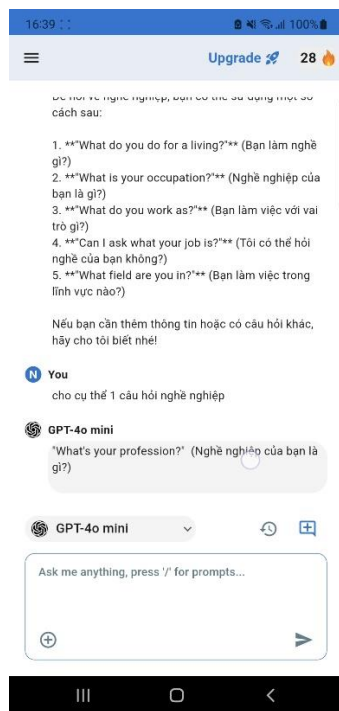 16:39
100%
Upgrade 28
Để hỏi về nghề nghiệp, bạn có thể sử dụng một số
cách sau:
1. **"What do you do for a living?"** (Bạn làm nghề
gì?)
2. **"What is your occupation?"** (Nghề nghiệp của
bạn là gì?)
3. **"What do you work as?"** (Bạn làm việc với vai
trò gì?)
4. **"Can I ask what your job is?"** (Tôi có thể hỏi
nghề của bạn không?)
5. **"What field are you in?"** (Bạn làm việc trong
lĩnh vực nào?)
Nếu bạn cần thêm thông tin hoặc có câu hỏi khác,
hãy cho tôi biết nhé!
N You
cho cụ thể 1 câu hỏi nghề nghiệp
GPT-4o mini
"What's your profession?" (Nghề nghiệp của bạn là
gì?)
GPT-4o mini
Ask me anything, press '/' for prompts...